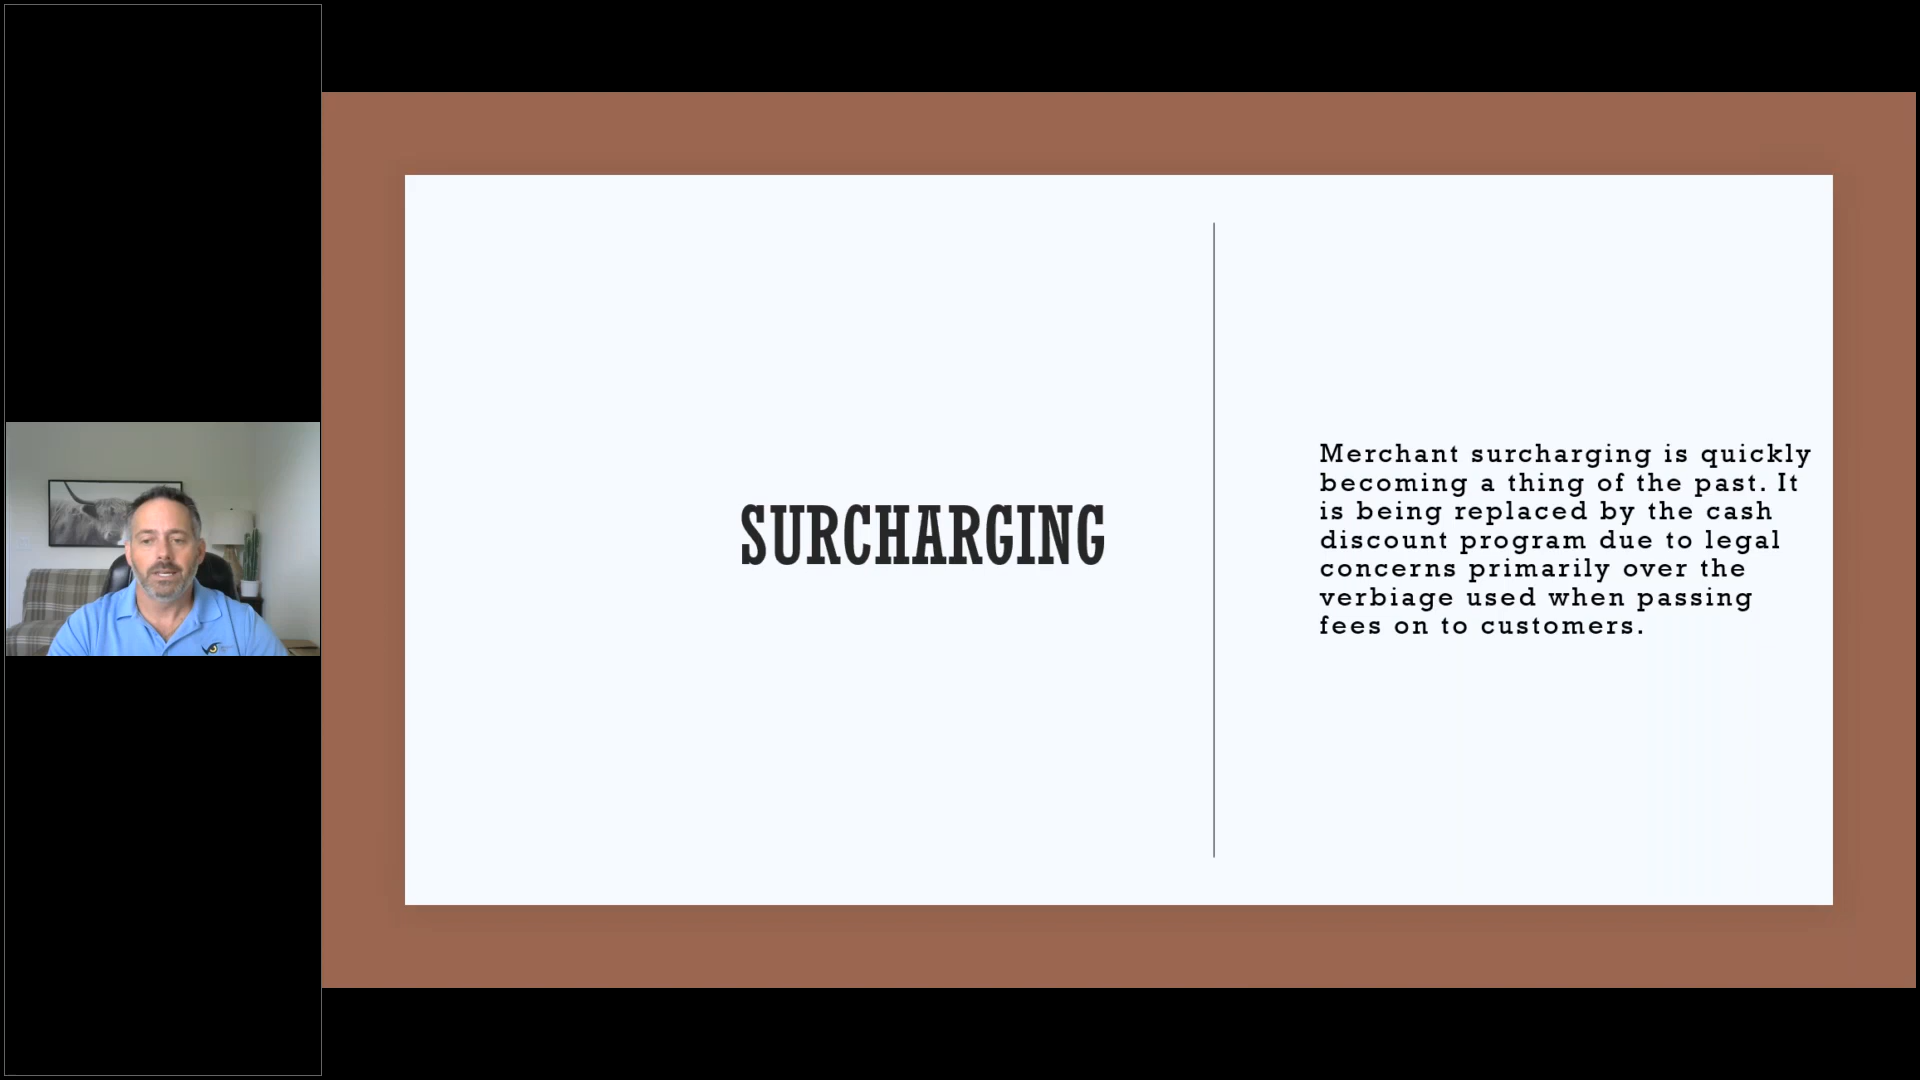 SURCHARGING
Merchant surcharging is quickly
becoming a thing of the past. It
is being replaced by the cash
discount program due to legal
concerns primarily over the
verbiage used when passing
fees on to customers.